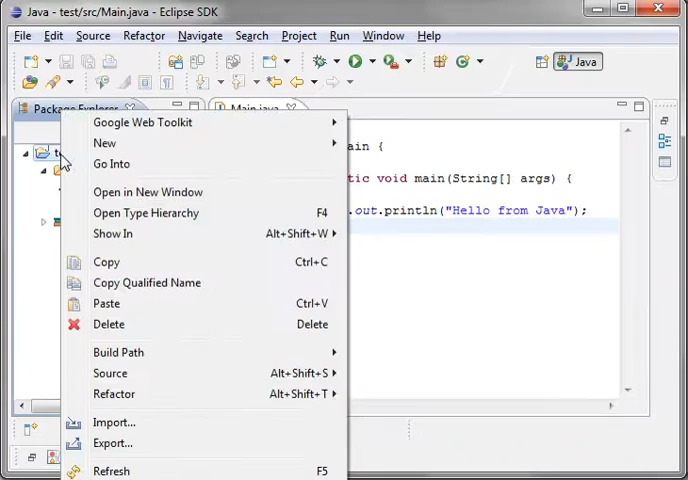 Java - test/src/Main.java - Eclipse SDK
File Edit Source Refactor Navigate Search Project Run Window Help
Java
Package Explorer
Main.java
Google Web Toolkit
New
Go Into
Open in New Window
Open Type Hierarchy F4
Show In Alt+Shift+W
Copy Ctrl+C
Copy Qualified Name
Paste Ctrl+V
Delete Delete
Build Path
Source Alt+Shift+S
Refactor Alt+Shift+T
Import...
Export...
Refresh F5
ain {
tic void main(String[] args) {
.out.println("Hello from Java");